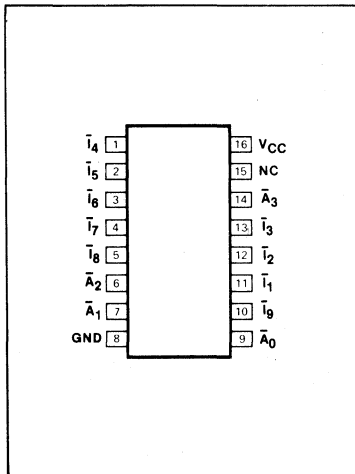 Ī4 1 16 VCC
Ī5 2 15 NC
Ī6 3 14 Ā3
Ī7 4 13 Ī3
Ī8 5 12 Ī2
Ā2 6 11 Ī1
Ā1 7 10 Ī9
GND 8 9 Ā0